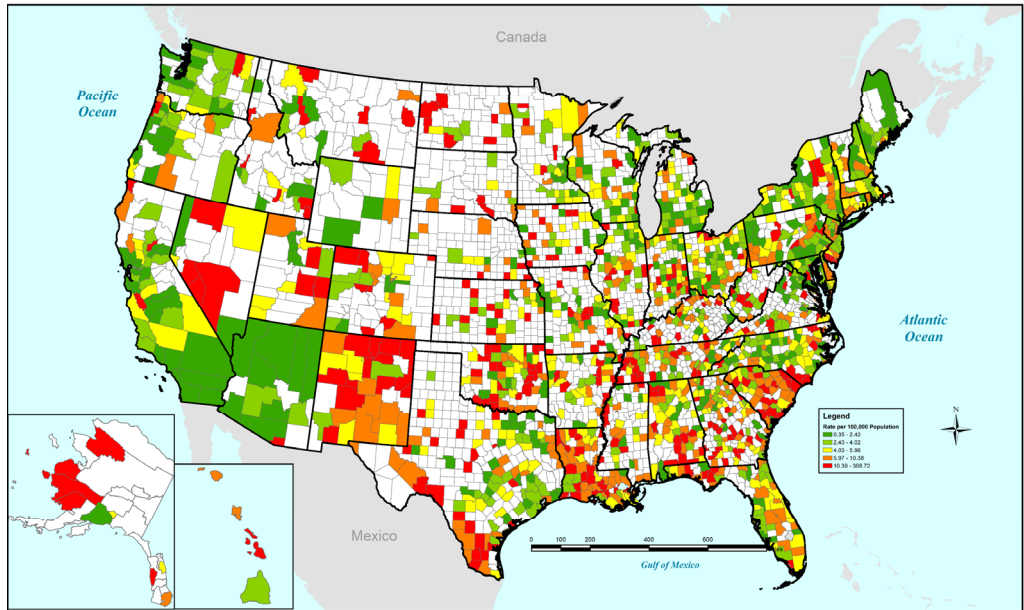 Canada
Pacific
Ocean
Atlantic
Ocean
N
Legend
Rate per 100,000 Population
0.35 - 2.42
2.43 - 4.02
4.03 - 5.96
5.97 - 10.38
10.39 - 308.72
Mexico
0 100 200 400 600
Gulf of Mexico